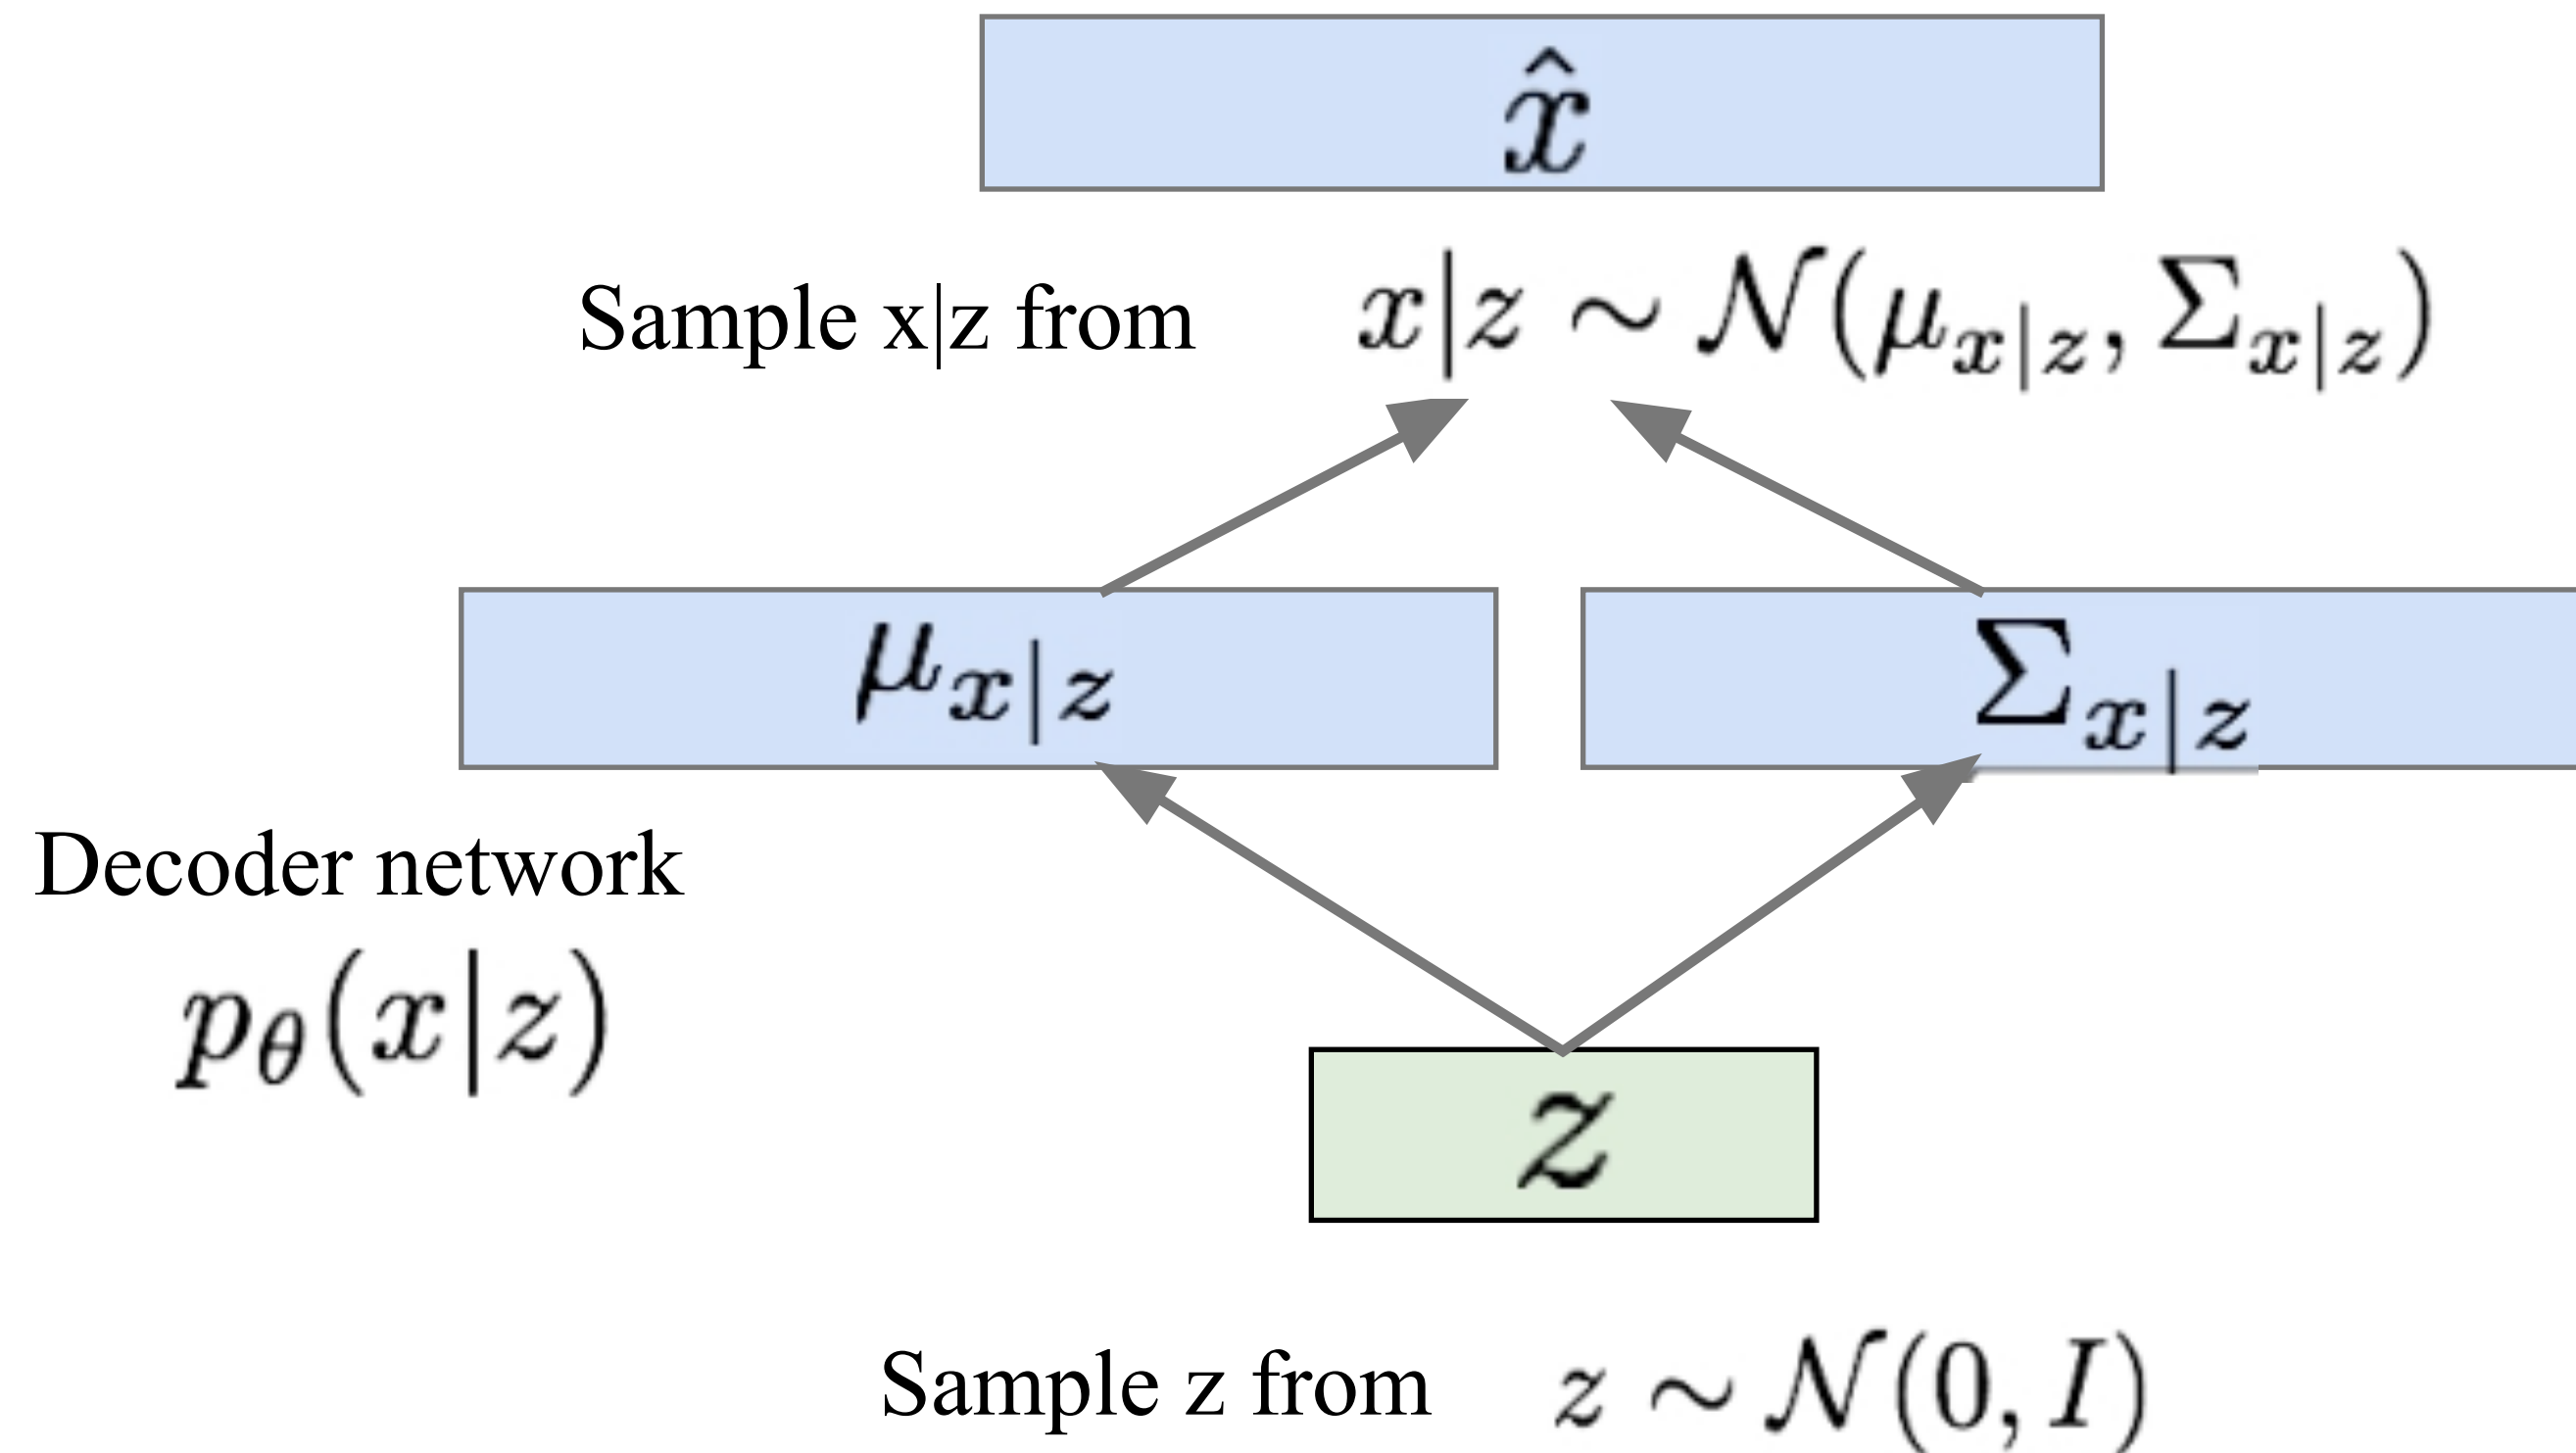 x̂
Sample x|z from x|z ∼ 𝒩(μ_{x|z}, Σ_{x|z})
μ_{x|z} Σ_{x|z}
Decoder network
p_θ(x|z)
z
Sample z from z ∼ 𝒩(0, I)